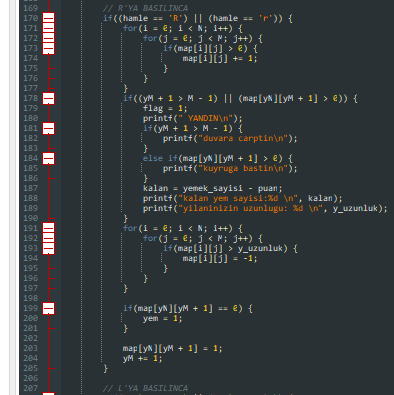 169 // R'YA BASILINCA
170 if((hamle == 'R') || (hamle == 'r')) {
171 for(i = 0; i < N; i++) {
172 for(j = 0; j < M; j++) {
173 if(map[i][j] > 0) {
174 map[i][j] += 1;
175 }
176 }
177 }
178 if((yM + 1 > M - 1) || (map[yN][yM + 1] > 0)) {
179 flag = 1;
180 printf(" YANDIN\n");
181 if(yM + 1 > M - 1) {
182 printf("duvara carptin\n");
183 }
184 else if(map[yN][yM + 1] > 0) {
185 printf("kuyruga bastin\n");
186 }
187 kalan = yemek_sayisi - puan;
188 printf("kalan yem sayisi:%d \n", kalan);
189 printf("yilaninizin uzunlugu: %d \n", y_uzunluk);
190 }
191 for(i = 0; i < N; i++) {
192 for(j = 0; j < M; j++) {
193 if(map[i][j] > y_uzunluk) {
194 map[i][j] = -1;
195 }
196 }
197 }
198
199 if(map[yN][yM + 1] == 0) {
200 yem = 1;
201 }
202
203 map[yN][yM + 1] = 1;
204 yM += 1;
205 }
206
207 // L'YA BASILINCA